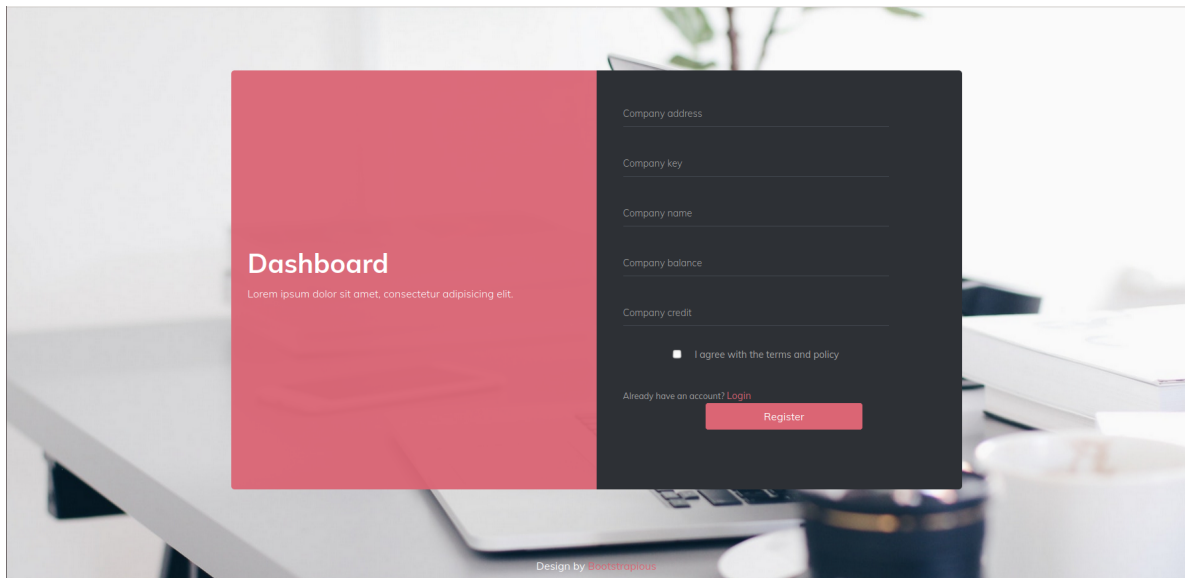 Dashboard
Lorem ipsum dolor sit amet, consectetur adipisicing elit.
Company address
Company key
Company name
Company balance
Company credit
I agree with the terms and policy
Already have an account? Login
Register
Design by Bootstrapious